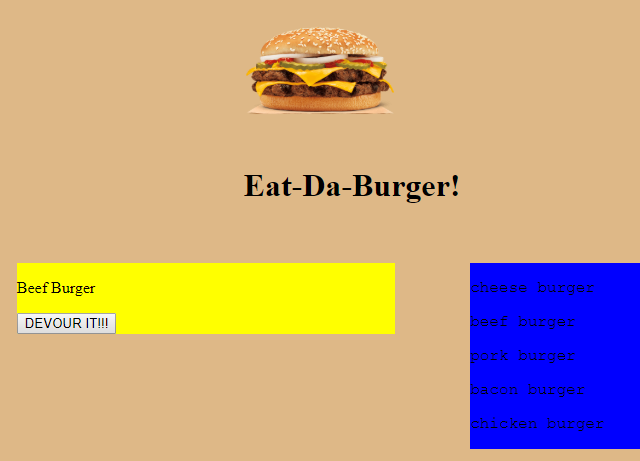 Eat-Da-Burger!
Beef Burger
DEVOUR IT!!!
cheese burger
beef burger
pork burger
bacon burger
chicken burger